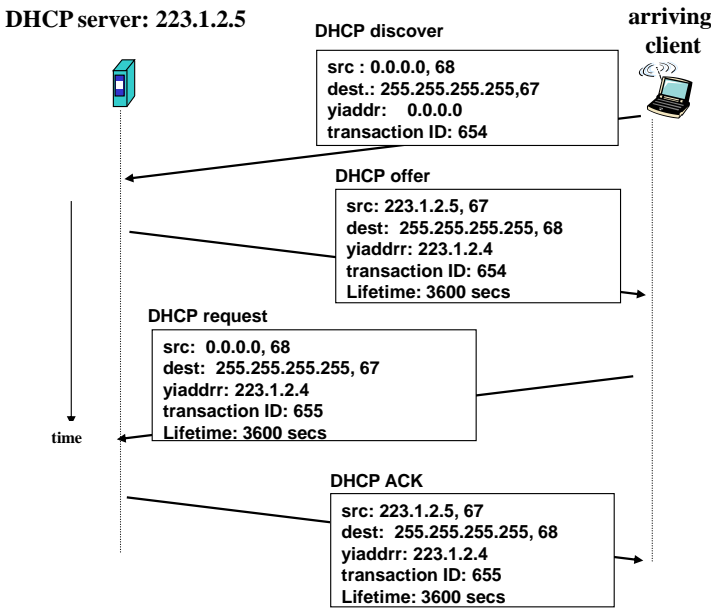 DHCP server: 223.1.2.5
arriving
client
DHCP discover
src : 0.0.0.0, 68
dest.: 255.255.255.255,67
yiaddr: 0.0.0.0
transaction ID: 654
DHCP offer
src: 223.1.2.5, 67
dest: 255.255.255.255, 68
yiaddrr: 223.1.2.4
transaction ID: 654
Lifetime: 3600 secs
DHCP request
src: 0.0.0.0, 68
dest: 255.255.255.255, 67
yiaddrr: 223.1.2.4
transaction ID: 655
Lifetime: 3600 secs
time
DHCP ACK
src: 223.1.2.5, 67
dest: 255.255.255.255, 68
yiaddrr: 223.1.2.4
transaction ID: 655
Lifetime: 3600 secs